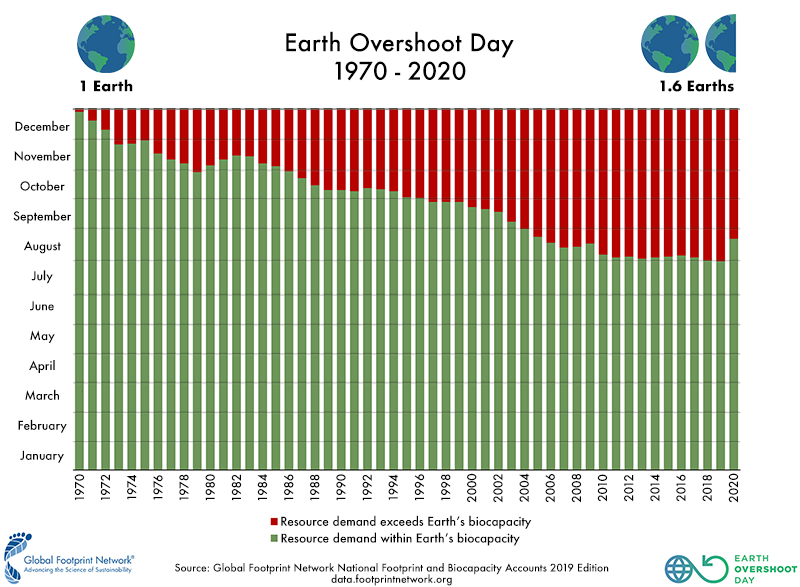 Earth Overshoot Day
1970 - 2020
1 Earth
1.6 Earths
December
November
October
September
August
July
June
May
April
March
February
January
1970 1972 1974 1976 1978 1980 1982 1984 1986 1988 1990 1992 1994 1996 1998 2000 2002 2004 2006 2008 2010 2012 2014 2016 2018 2020
Resource demand exceeds Earth's biocapacity
Resource demand within Earth's biocapacity
Global Footprint Network®
Advancing the Science of Sustainability
Source: Global Footprint Network National Footprint and Biocapacity Accounts 2019 Edition
data.footprintnetwork.org
EARTH
OVERSHOOT
DAY